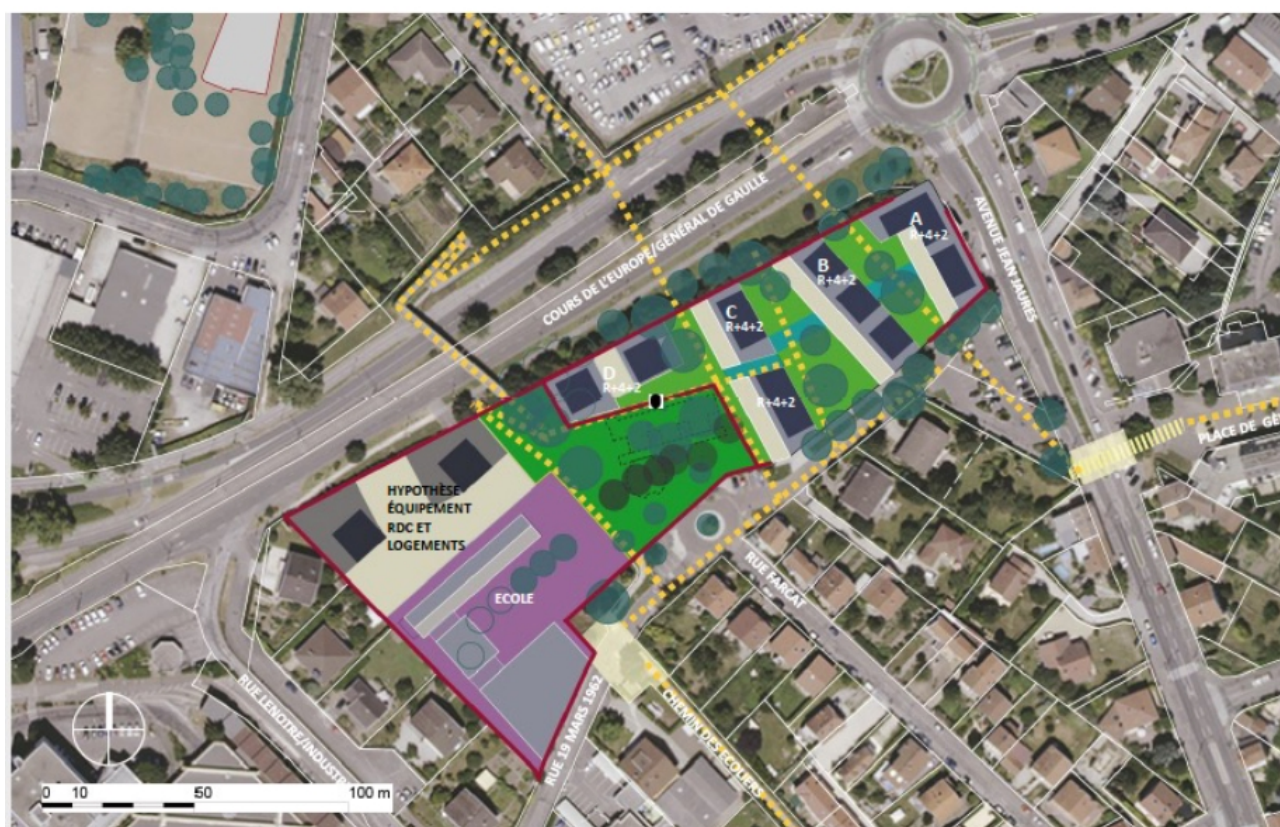 COURS DE L'EUROPE/GÉNÉRAL DE GAULLE
AVENUE JEAN JAURÈS
A
R+4+2
B
R+4+2
C
R+4+2
D
R+4+2
R+4+2
PLACE DE
HYPOTHÈSE
ÉQUIPEMENT
RDC ET
LOGEMENTS
ECOLE
RUE FARCAT
RUE LENOTRE/INDUSTR
RUE 19 MARS 1962
CHEMIN DES ECOLIERS
0 10 50 100 m